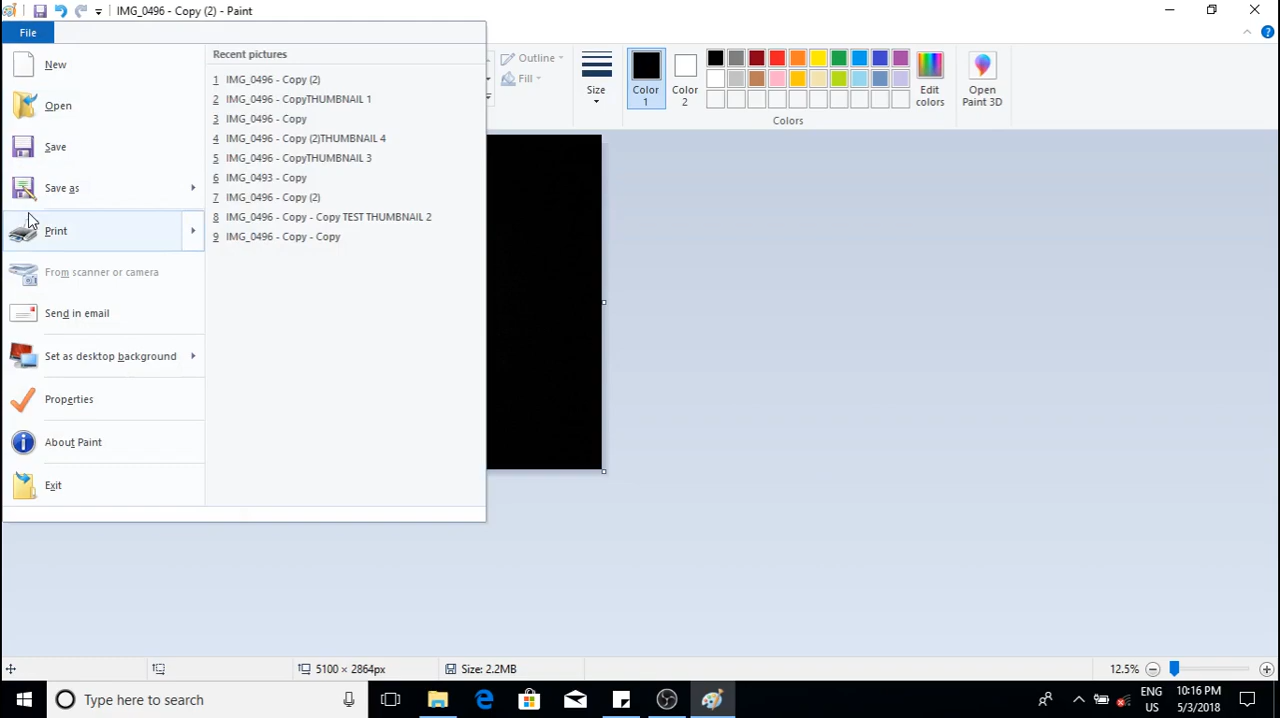 IMG_0496 - Copy (2) - Paint
File
New
Open
Save
Save as
Print
From scanner or camera
Send in email
Set as desktop background
Properties
About Paint
Exit
Recent pictures
1 IMG_0496 - Copy (2)
2 IMG_0496 - CopyTHUMBNAIL 1
3 IMG_0496 - Copy
4 IMG_0496 - Copy (2)THUMBNAIL 4
5 IMG_0496 - CopyTHUMBNAIL 3
6 IMG_0493 - Copy
7 IMG_0496 - Copy (2)
8 IMG_0496 - Copy - Copy TEST THUMBNAIL 2
9 IMG_0496 - Copy - Copy
Outline
Fill
Size
Color
1
Color
2
Edit
colors
Open
Paint 3D
Colors
5100 × 2864px
Size: 2.2MB
12.5%
Type here to search
ENG
US
10:16 PM
5/3/2018